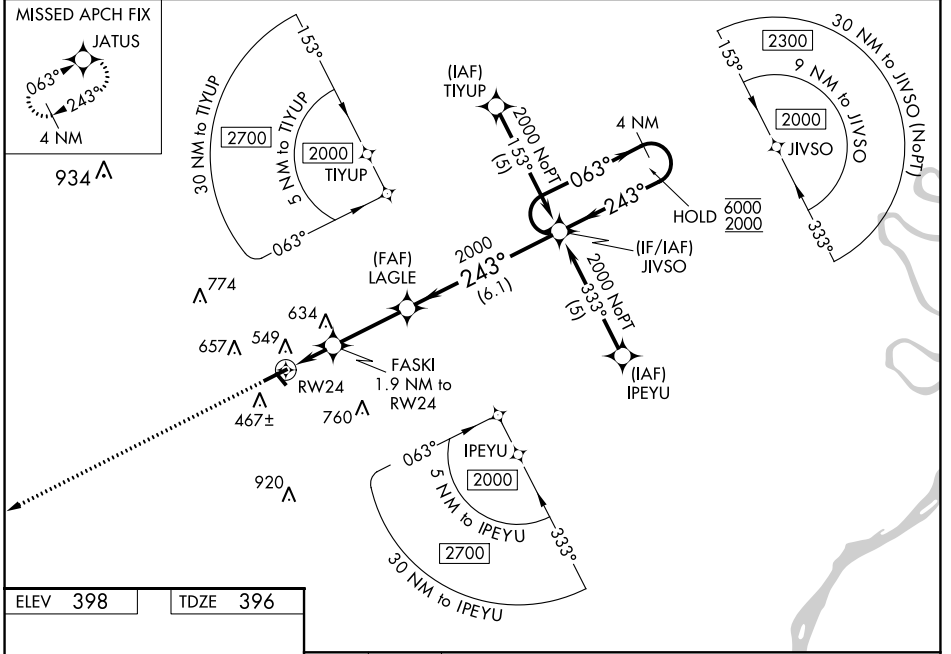 MISSED APCH FIX
JATUS
063°
243°
4 NM
934
30 NM to TIYUP
153°
2700
5 NM to TIYUP
2000
TIYUP
063°
(IAF)
TIYUP
2000 NoPT
153°
(5)
4 NM
063°
243°
HOLD 6000
2000
(IF/IAF)
JIVSO
30 NM to JIVSO (NoPT)
2300
153°
9 NM to JIVSO
2000
JIVSO
333°
(FAF)
LAGLE
2000
243°
(6.1)
2000 NoPT
333°
(5)
(IAF)
IPEYU
774
634
657
549
FASKI
1.9 NM to
RW24
RW24
467±
760
920
063°
IPEYU
2000
5 NM to IPEYU
333°
2700
30 NM to IPEYU
ELEV 398
TDZE 396